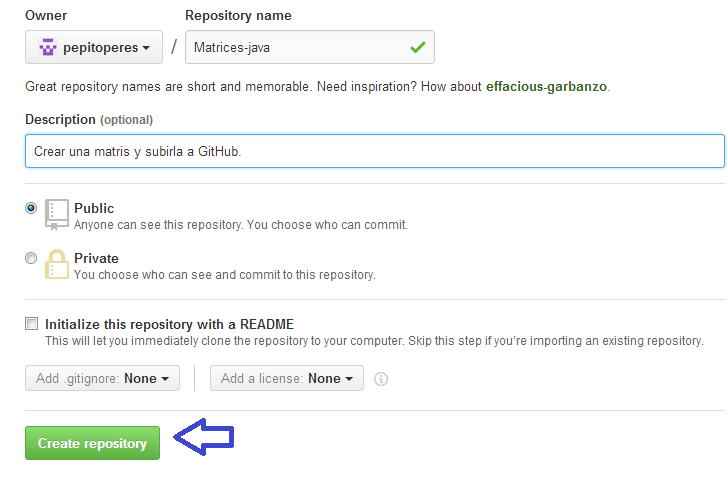 Owner Repository name
pepitoperes / Matrices-java
Great repository names are short and memorable. Need inspiration? How about effacious-garbanzo.
Description (optional)
Crear una matris y subirla a GitHub.
Public
Anyone can see this repository. You choose who can commit.
Private
You choose who can see and commit to this repository.
Initialize this repository with a README
This will let you immediately clone the repository to your computer. Skip this step if you're importing an existing repository.
Add .gitignore: None Add a license: None
Create repository